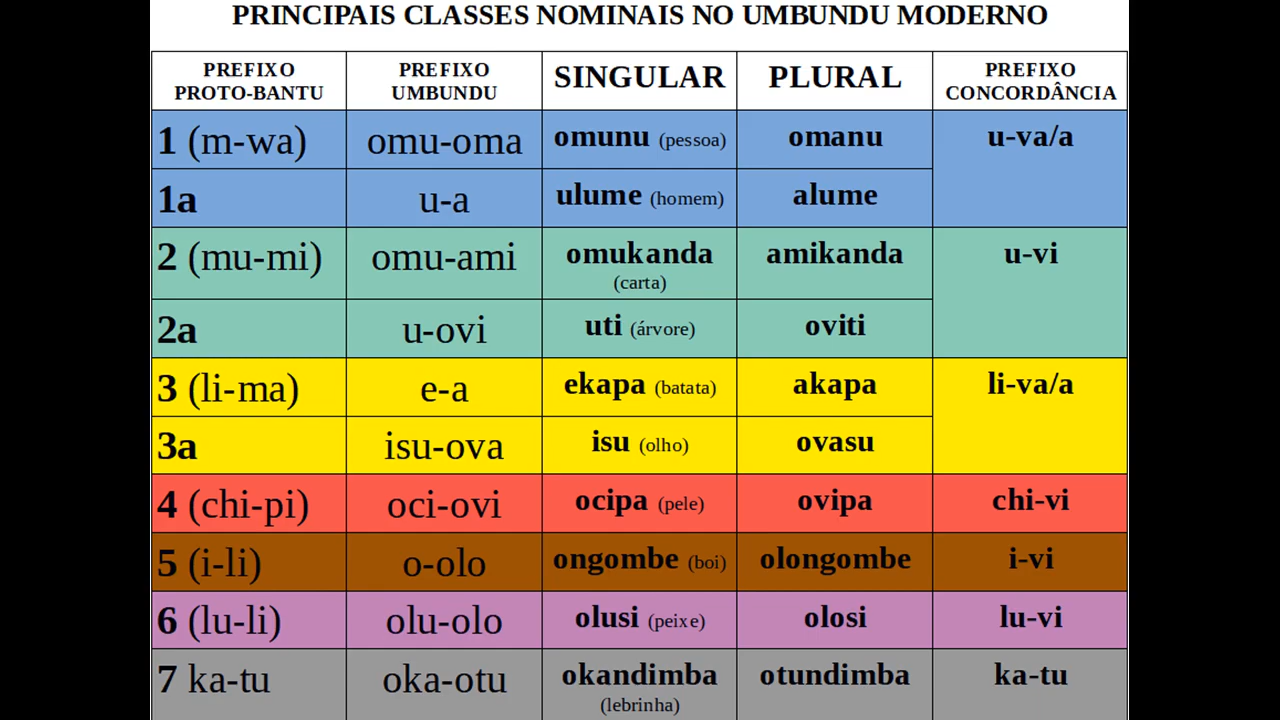 PRINCIPAIS CLASSES NOMINAIS NO UMBUNDU MODERNO
PREFIXO PROTO-BANTU PREFIXO UMBUNDU SINGULAR PLURAL PREFIXO CONCORDÂNCIA
1 (m-wa) omu-oma omunu (pessoa) omanu u-va/a
1a u-a ulume (homem) alume
2 (mu-mi) omu-ami omukanda (carta) amikanda u-vi
2a u-ovi uti (árvore) oviti
3 (li-ma) e-a ekapa (batata) akapa li-va/a
3a isu-ova isu (olho) ovasu
4 (chi-pi) oci-ovi ocipa (pele) ovipa chi-vi
5 (i-li) o-olo ongombe (boi) olongombe i-vi
6 (lu-li) olu-olo olusi (peixe) olosi lu-vi
7 ka-tu oka-otu okandimba (lebrinha) otundimba ka-tu